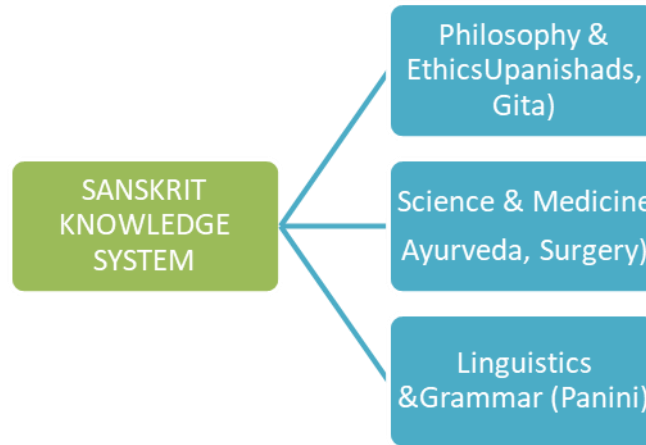 SANSKRIT
KNOWLEDGE
SYSTEM
Philosophy &
EthicsUpanishads,
Gita)
Science & Medicine
Ayurveda, Surgery)
Linguistics
&Grammar (Panini)